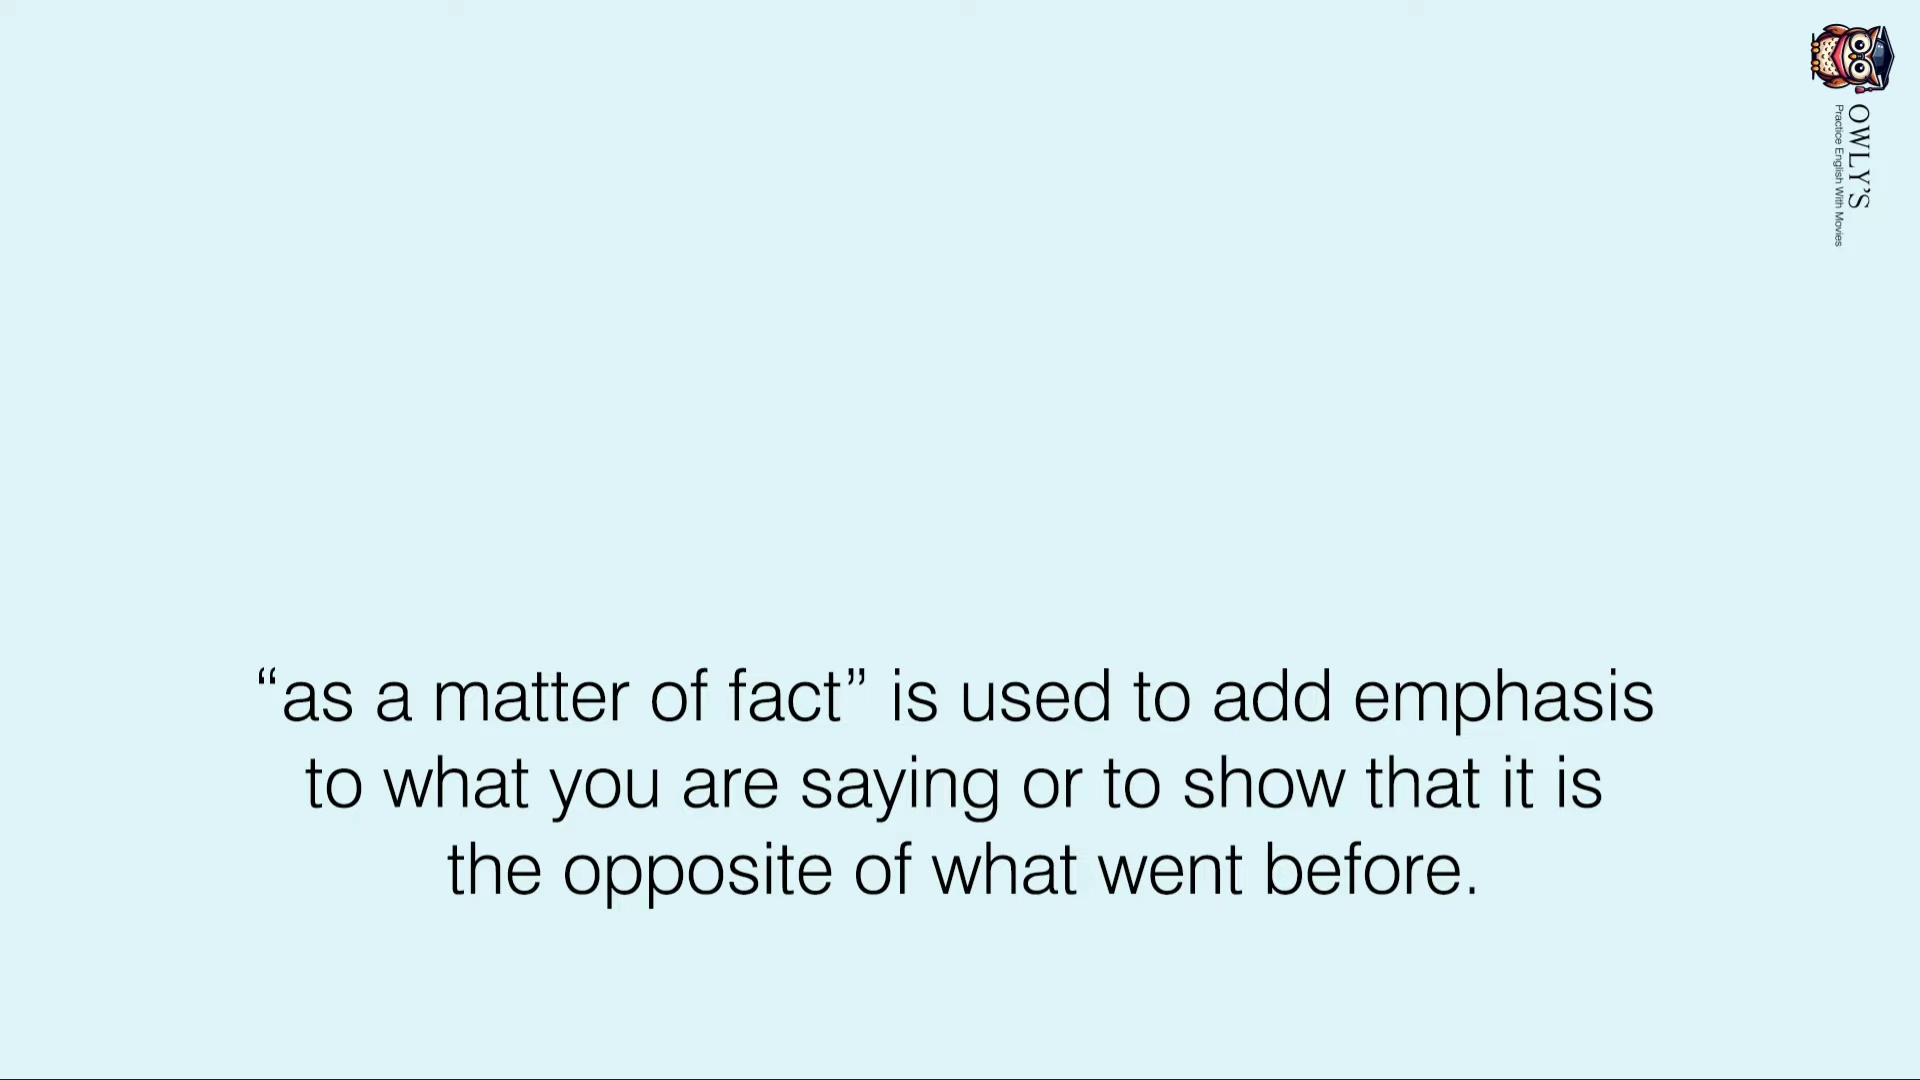 OWLY'S
Practice English With Movies
“as a matter of fact” is used to add emphasis
to what you are saying or to show that it is
the opposite of what went before.